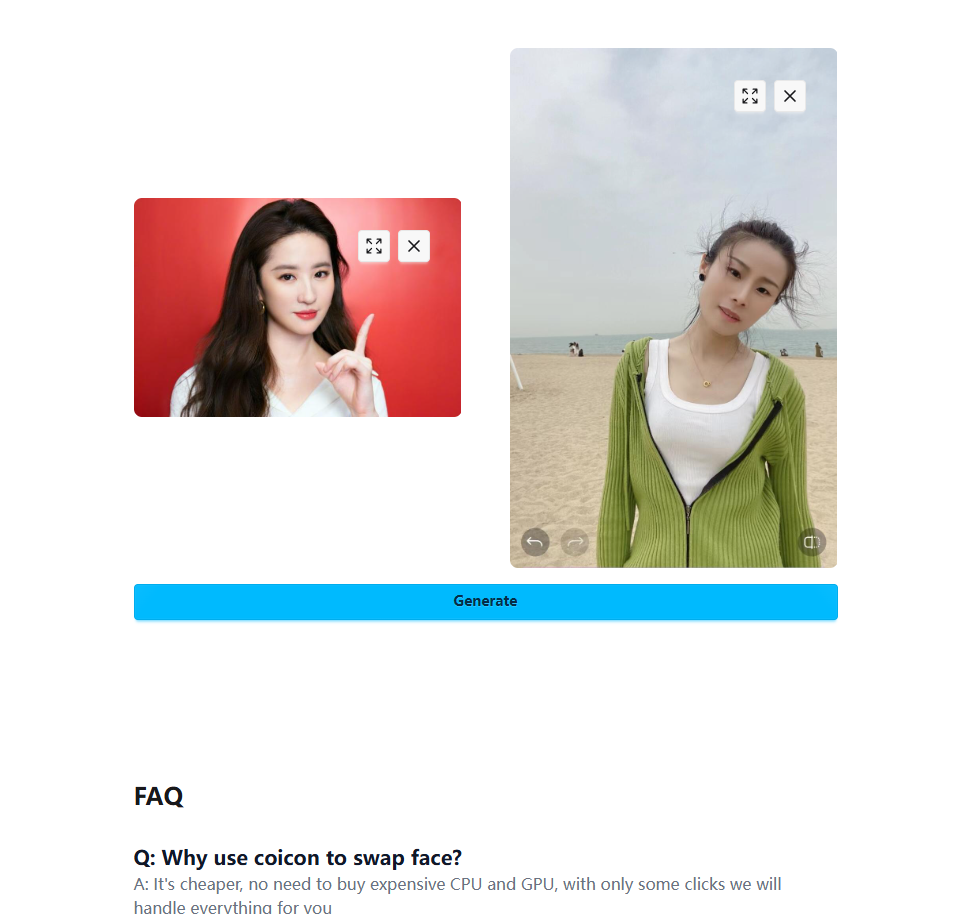 Generate
FAQ
Q: Why use coicon to swap face?
A: It's cheaper, no need to buy expensive CPU and GPU, with only some clicks we will
handle everything for you